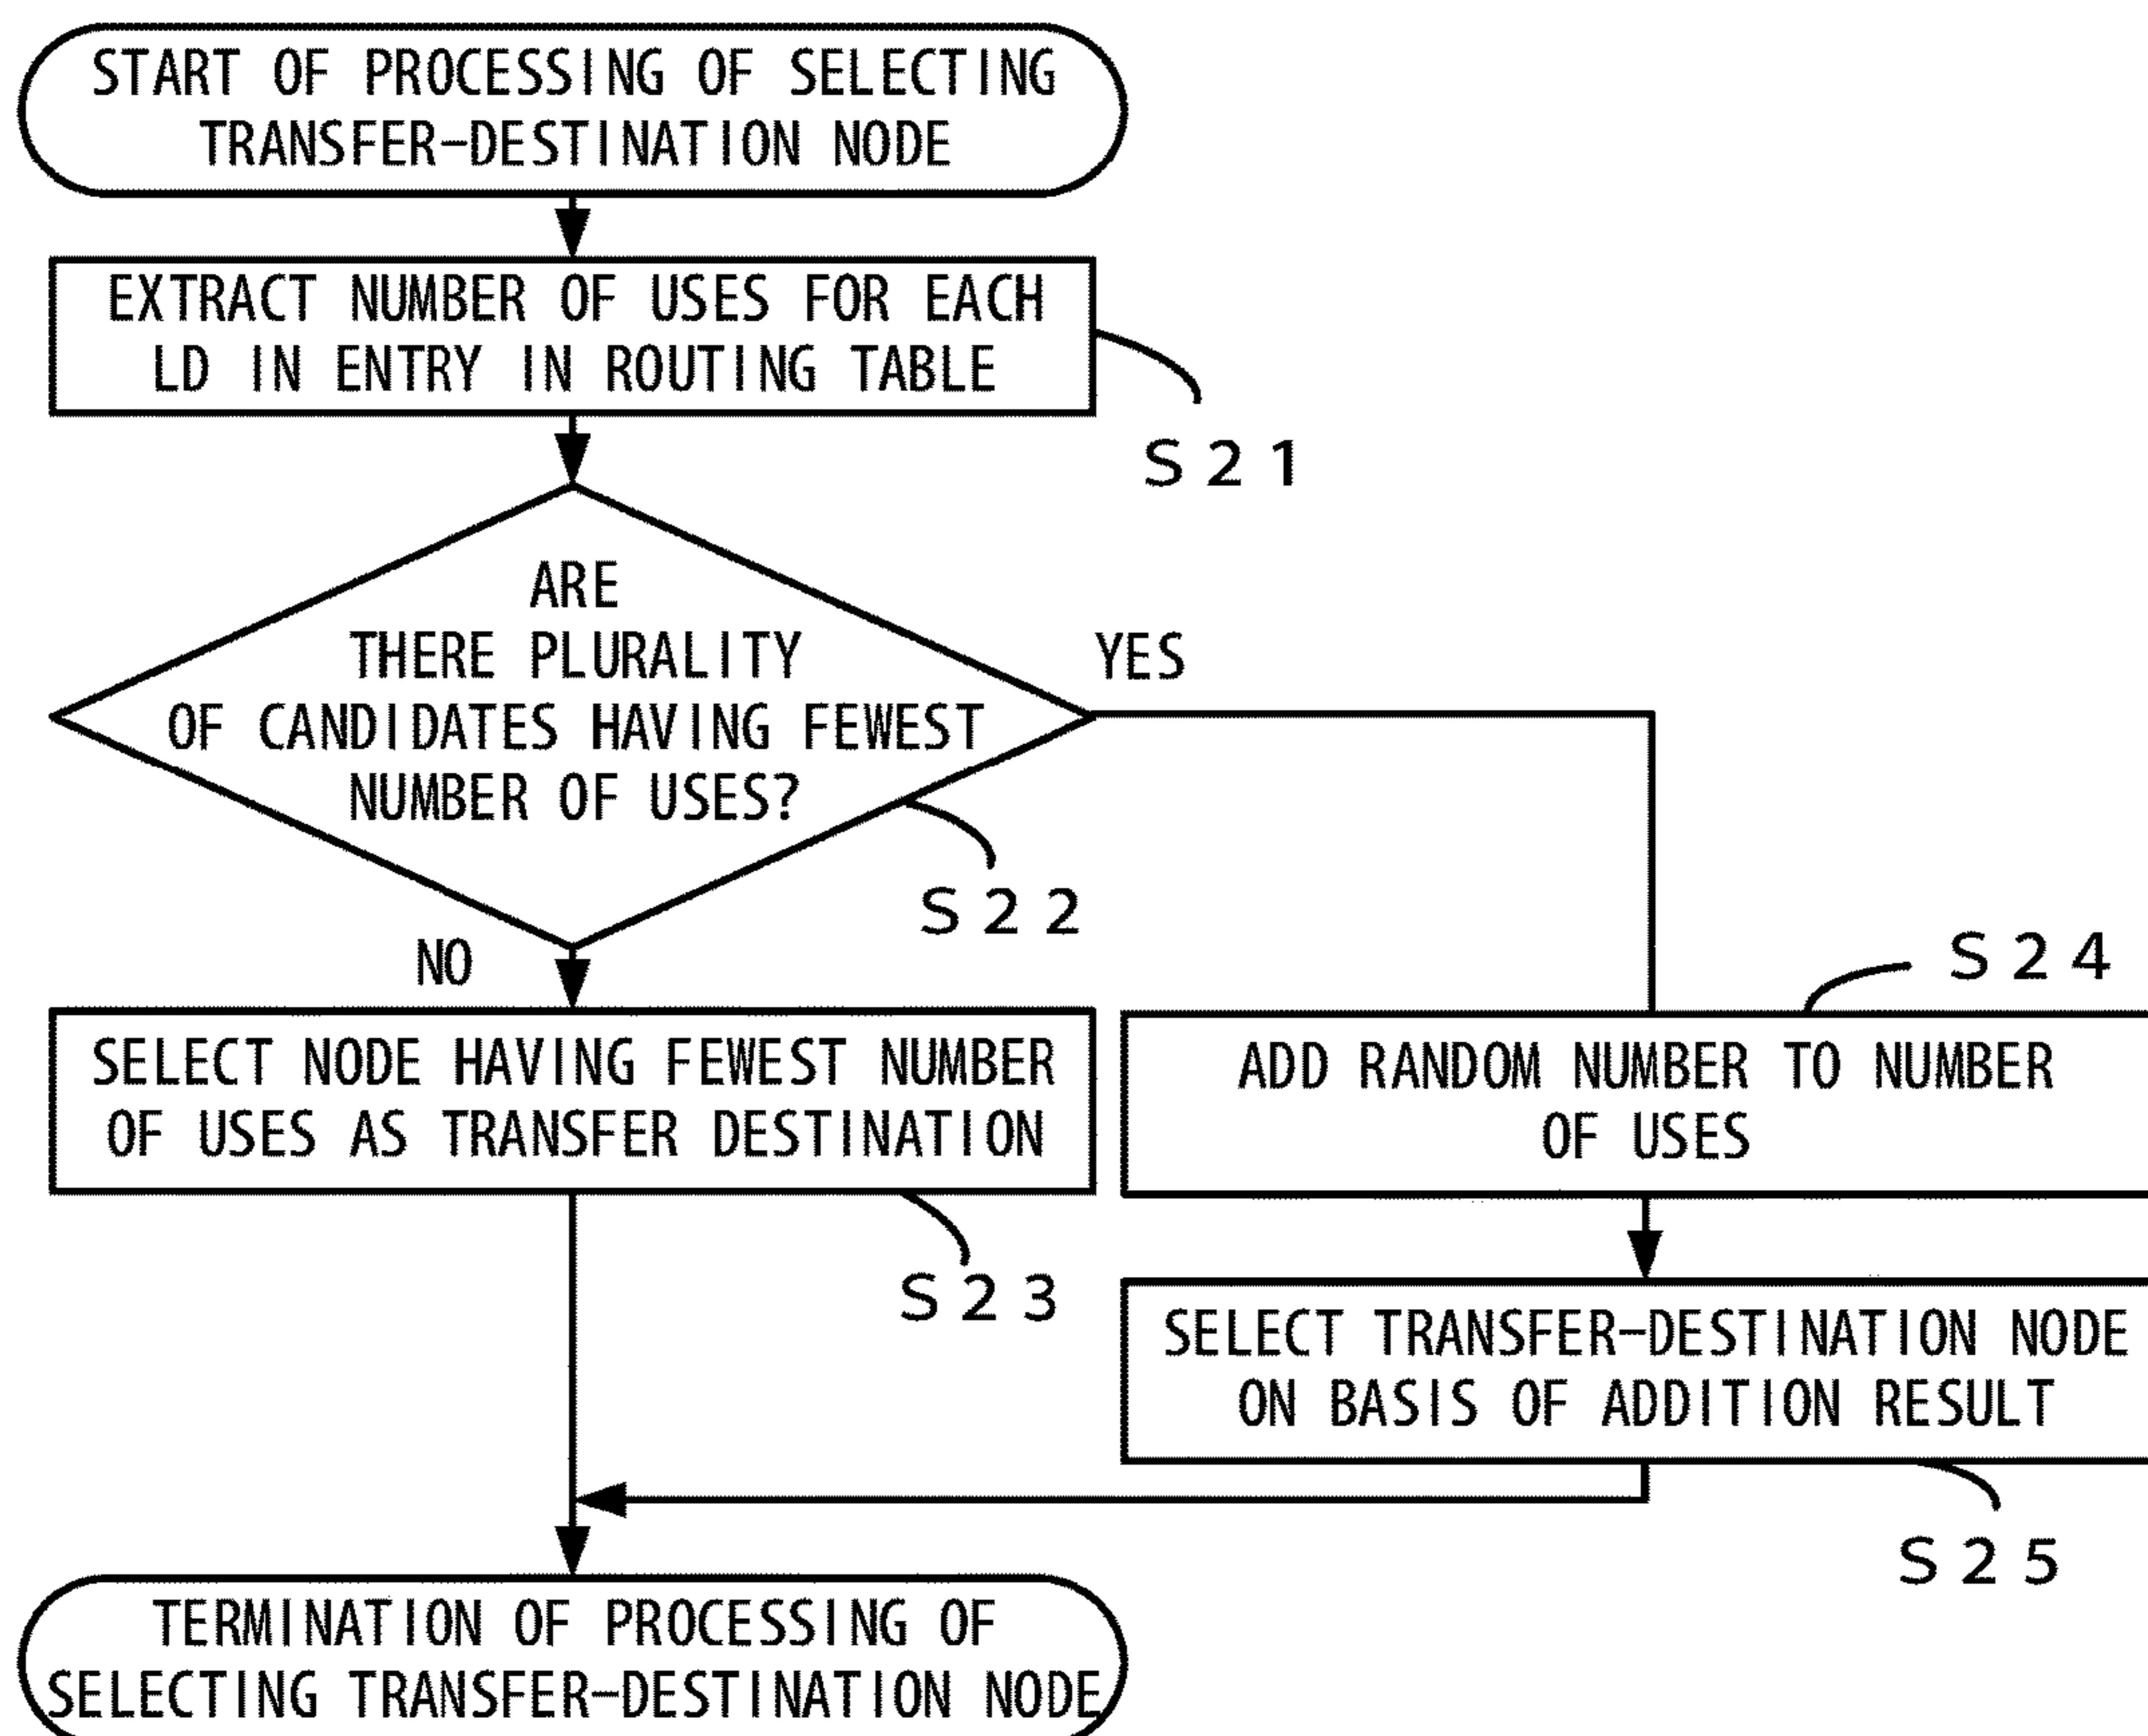 START OF PROCESSING OF SELECTING
TRANSFER-DESTINATION NODE
EXTRACT NUMBER OF USES FOR EACH
LD IN ENTRY IN ROUTING TABLE
S21
ARE
THERE PLURALITY
OF CANDIDATES HAVING FEWEST
NUMBER OF USES?
YES
S22
NO
S24
SELECT NODE HAVING FEWEST NUMBER
OF USES AS TRANSFER DESTINATION
S23
ADD RANDOM NUMBER TO NUMBER
OF USES
SELECT TRANSFER-DESTINATION NODE
ON BASIS OF ADDITION RESULT
S25
TERMINATION OF PROCESSING OF
SELECTING TRANSFER-DESTINATION NODE